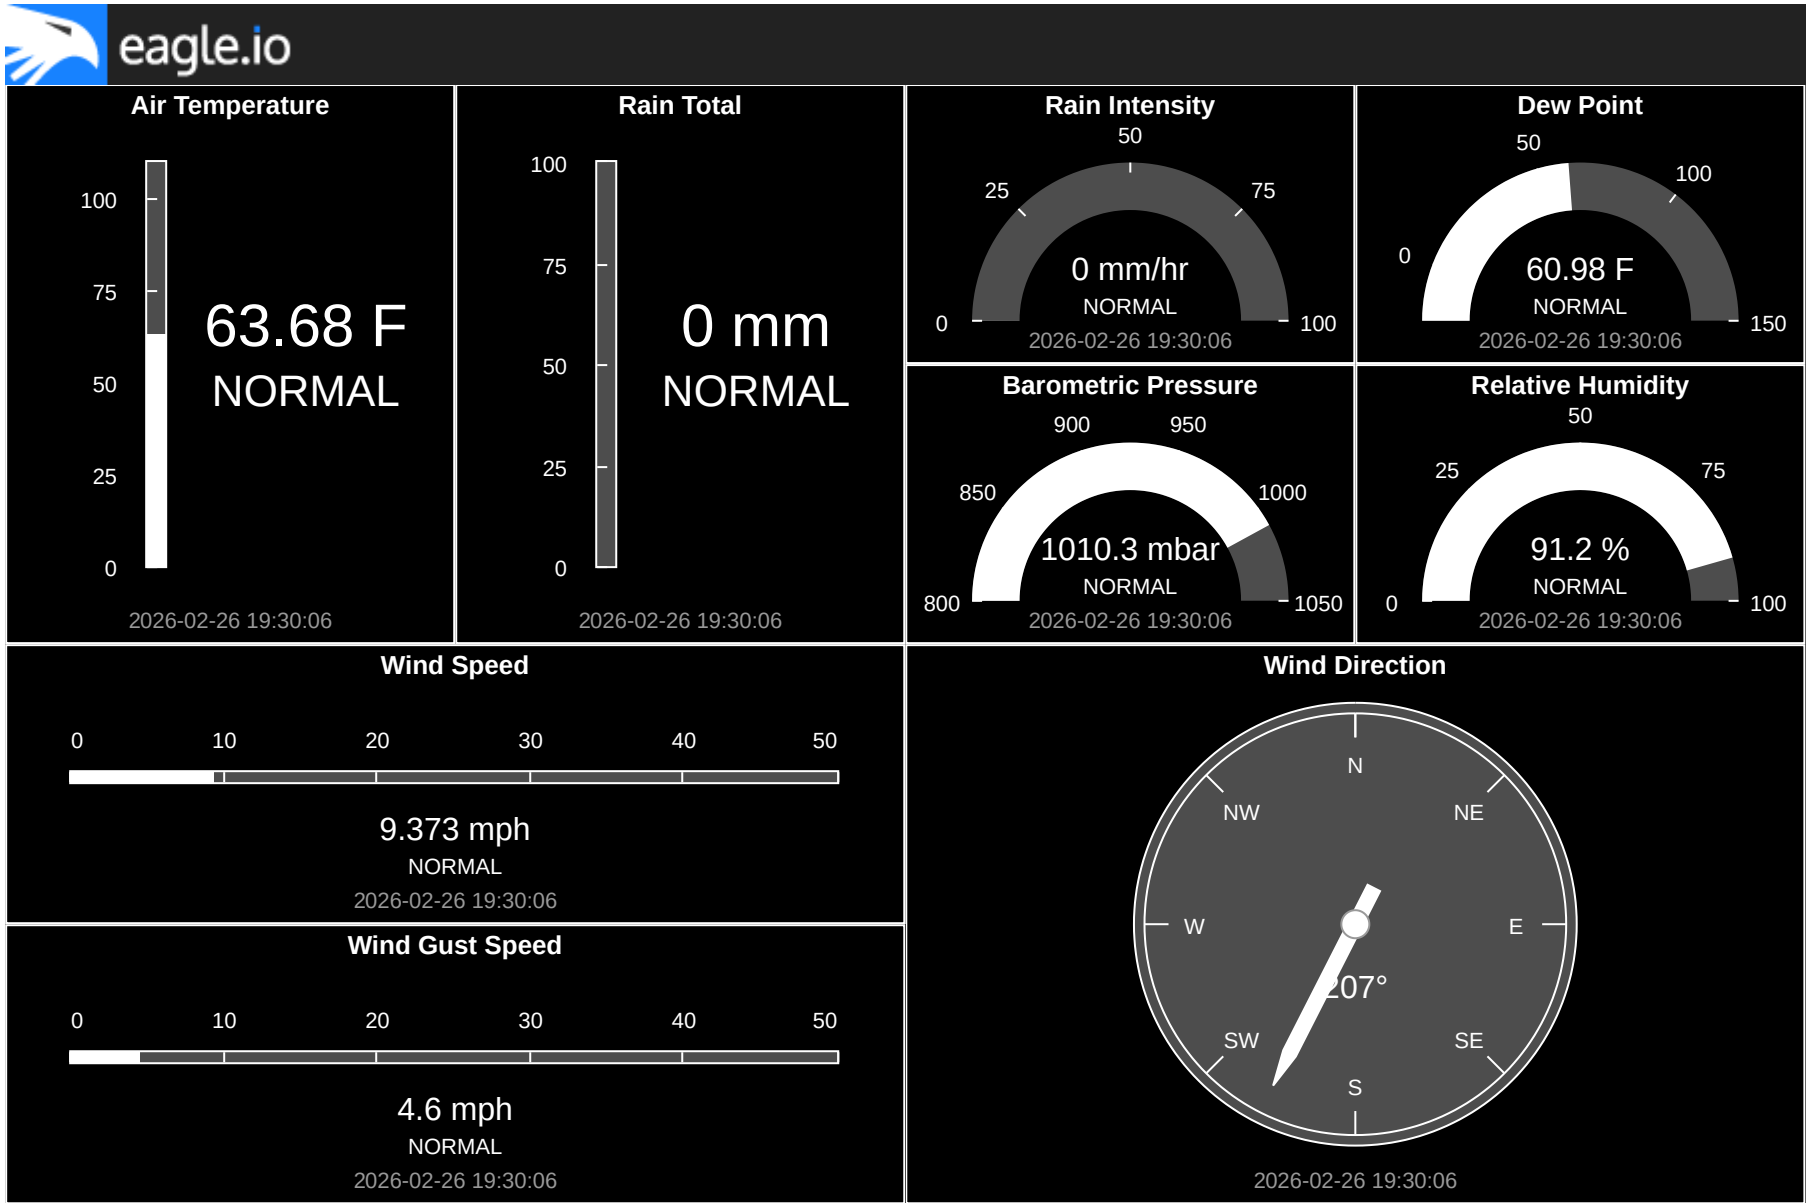 eagle.io
Air Temperature
100
75
50
25
0
63.68 F
NORMAL
2026-02-26 19:30:06
Rain Total
100
75
50
25
0
0 mm
NORMAL
2026-02-26 19:30:06
Rain Intensity
50
25
75
0
100
0 mm/hr
NORMAL
2026-02-26 19:30:06
Dew Point
50
100
0
150
60.98 F
NORMAL
2026-02-26 19:30:06
Barometric Pressure
900
950
850
1000
800
1050
1010.3 mbar
NORMAL
2026-02-26 19:30:06
Relative Humidity
50
25
75
0
100
91.2 %
NORMAL
2026-02-26 19:30:06
Wind Speed
0 10 20 30 40 50
9.373 mph
NORMAL
2026-02-26 19:30:06
Wind Gust Speed
0 10 20 30 40 50
4.6 mph
NORMAL
2026-02-26 19:30:06
Wind Direction
N
NW
NE
W
E
207°
SW
SE
S
2026-02-26 19:30:06